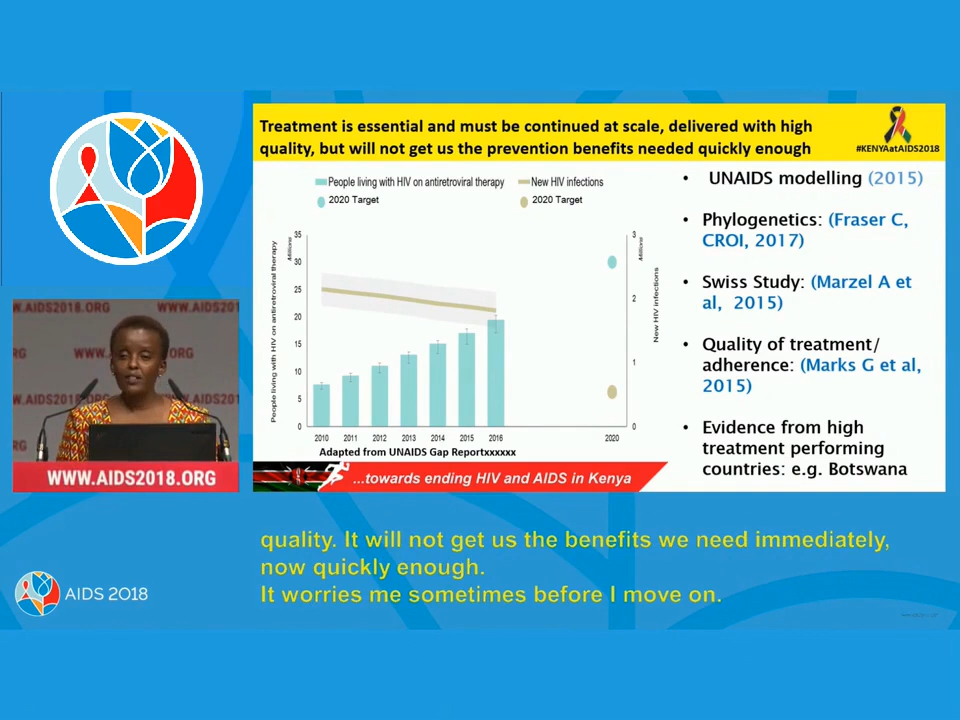 Treatment is essential and must be continued at scale, delivered with high
quality, but will not get us the prevention benefits needed quickly enough
#KENYAatAIDS2018
People living with HIV on antiretroviral therapy
New HIV infections
2020 Target
2020 Target
People living with HIV on antiretroviral therapy
Millions
35
30
25
20
15
10
5
0
2010
2011
2012
2013
2014
2015
2016
2020
3
2
1
0
Millions
New HIV infections
Adapted from UNAIDS Gap Reportxxxxxx
...towards ending HIV and AIDS in Kenya
• UNAIDS modelling (2015)
• Phylogenetics: (Fraser C,
CROI, 2017)
• Swiss Study: (Marzel A et
al, 2015)
• Quality of treatment/
adherence: (Marks G et al,
2015)
• Evidence from high
treatment performing
countries: e.g. Botswana
W.AIDS2018.ORG
WWW.AIDS2018.ORG
RG
WWW.
ORG
WWW.AIDS2018.ORG
quality. It will not get us the benefits we need immediately,
now quickly enough.
It worries me sometimes before I move on.
AIDS 2018